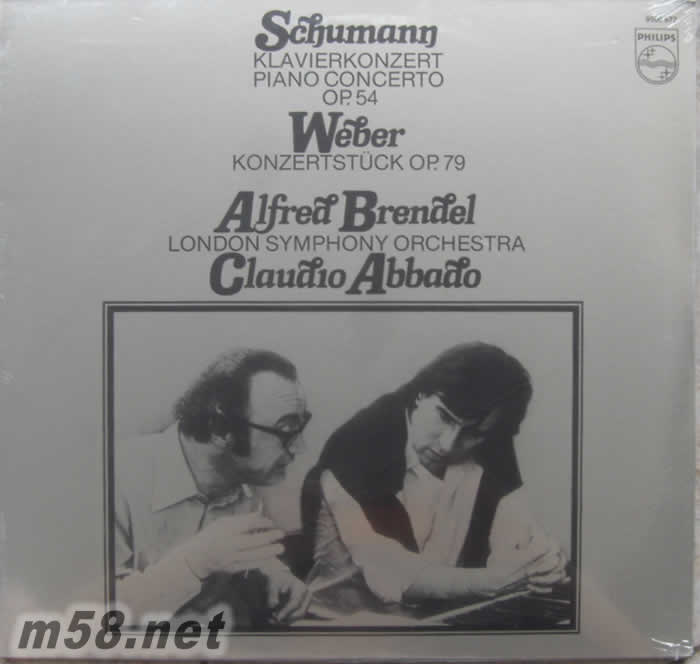 Schumann
KLAVIERKONZERT
PIANO CONCERTO
OP. 54
Weber
KONZERTSTÜCK OP. 79
Alfred Brendel
LONDON SYMPHONY ORCHESTRA
Claudio Abbado
PHILIPS
m58.net